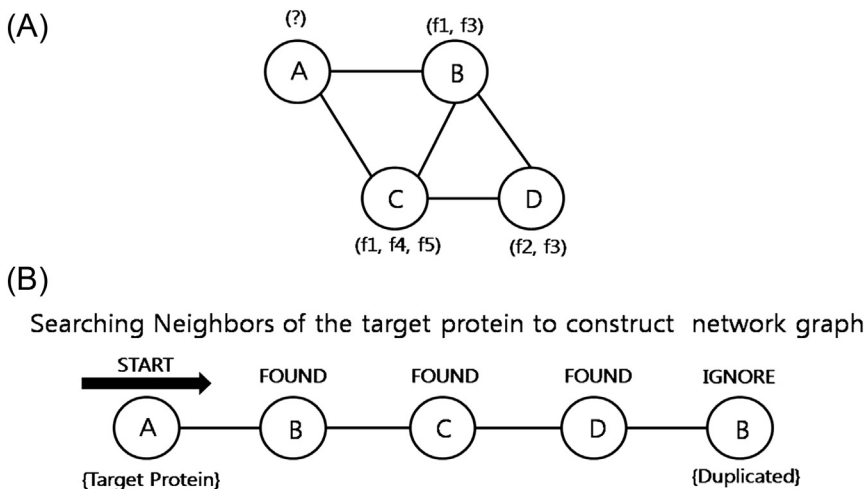 (A)
(?)
(f1, f3)
A
B
C
D
(f1, f4, f5)
(f2, f3)
(B)
Searching Neighbors of the target protein to construct network graph
START
FOUND
FOUND
FOUND
IGNORE
A
B
C
D
B
{Target Protein}
{Duplicated}